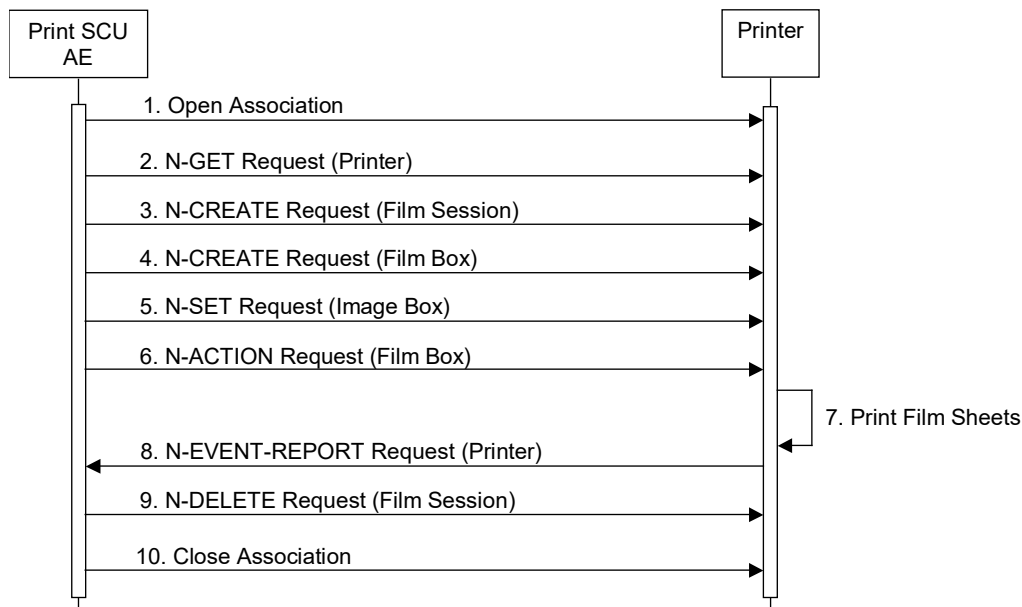 Print SCU
AE
Printer
1. Open Association
2. N-GET Request (Printer)
3. N-CREATE Request (Film Session)
4. N-CREATE Request (Film Box)
5. N-SET Request (Image Box)
6. N-ACTION Request (Film Box)
7. Print Film Sheets
8. N-EVENT-REPORT Request (Printer)
9. N-DELETE Request (Film Session)
10. Close Association